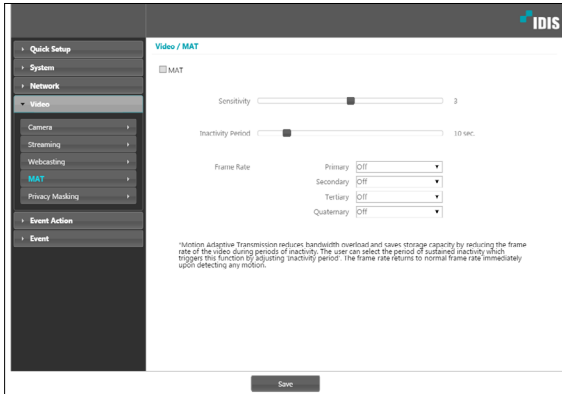 IDIS
Quick Setup
System
Network
Video
Camera
Streaming
Webcasting
MAT
Privacy Masking
Event Action
Event
Video / MAT
MAT
Sensitivity 3
Inactivity Period 10 sec.
Frame Rate Primary Off
Secondary Off
Tertiary Off
Quaternary Off
*Motion Adaptive Transmission reduces bandwidth overload and saves storage capacity by reducing the frame
rate of the video during periods of inactivity. The user can select the period of sustained inactivity which
triggers this function by adjusting 'Inactivity period'. The frame rate returns to normal frame rate immediately
upon detecting any motion.
Save